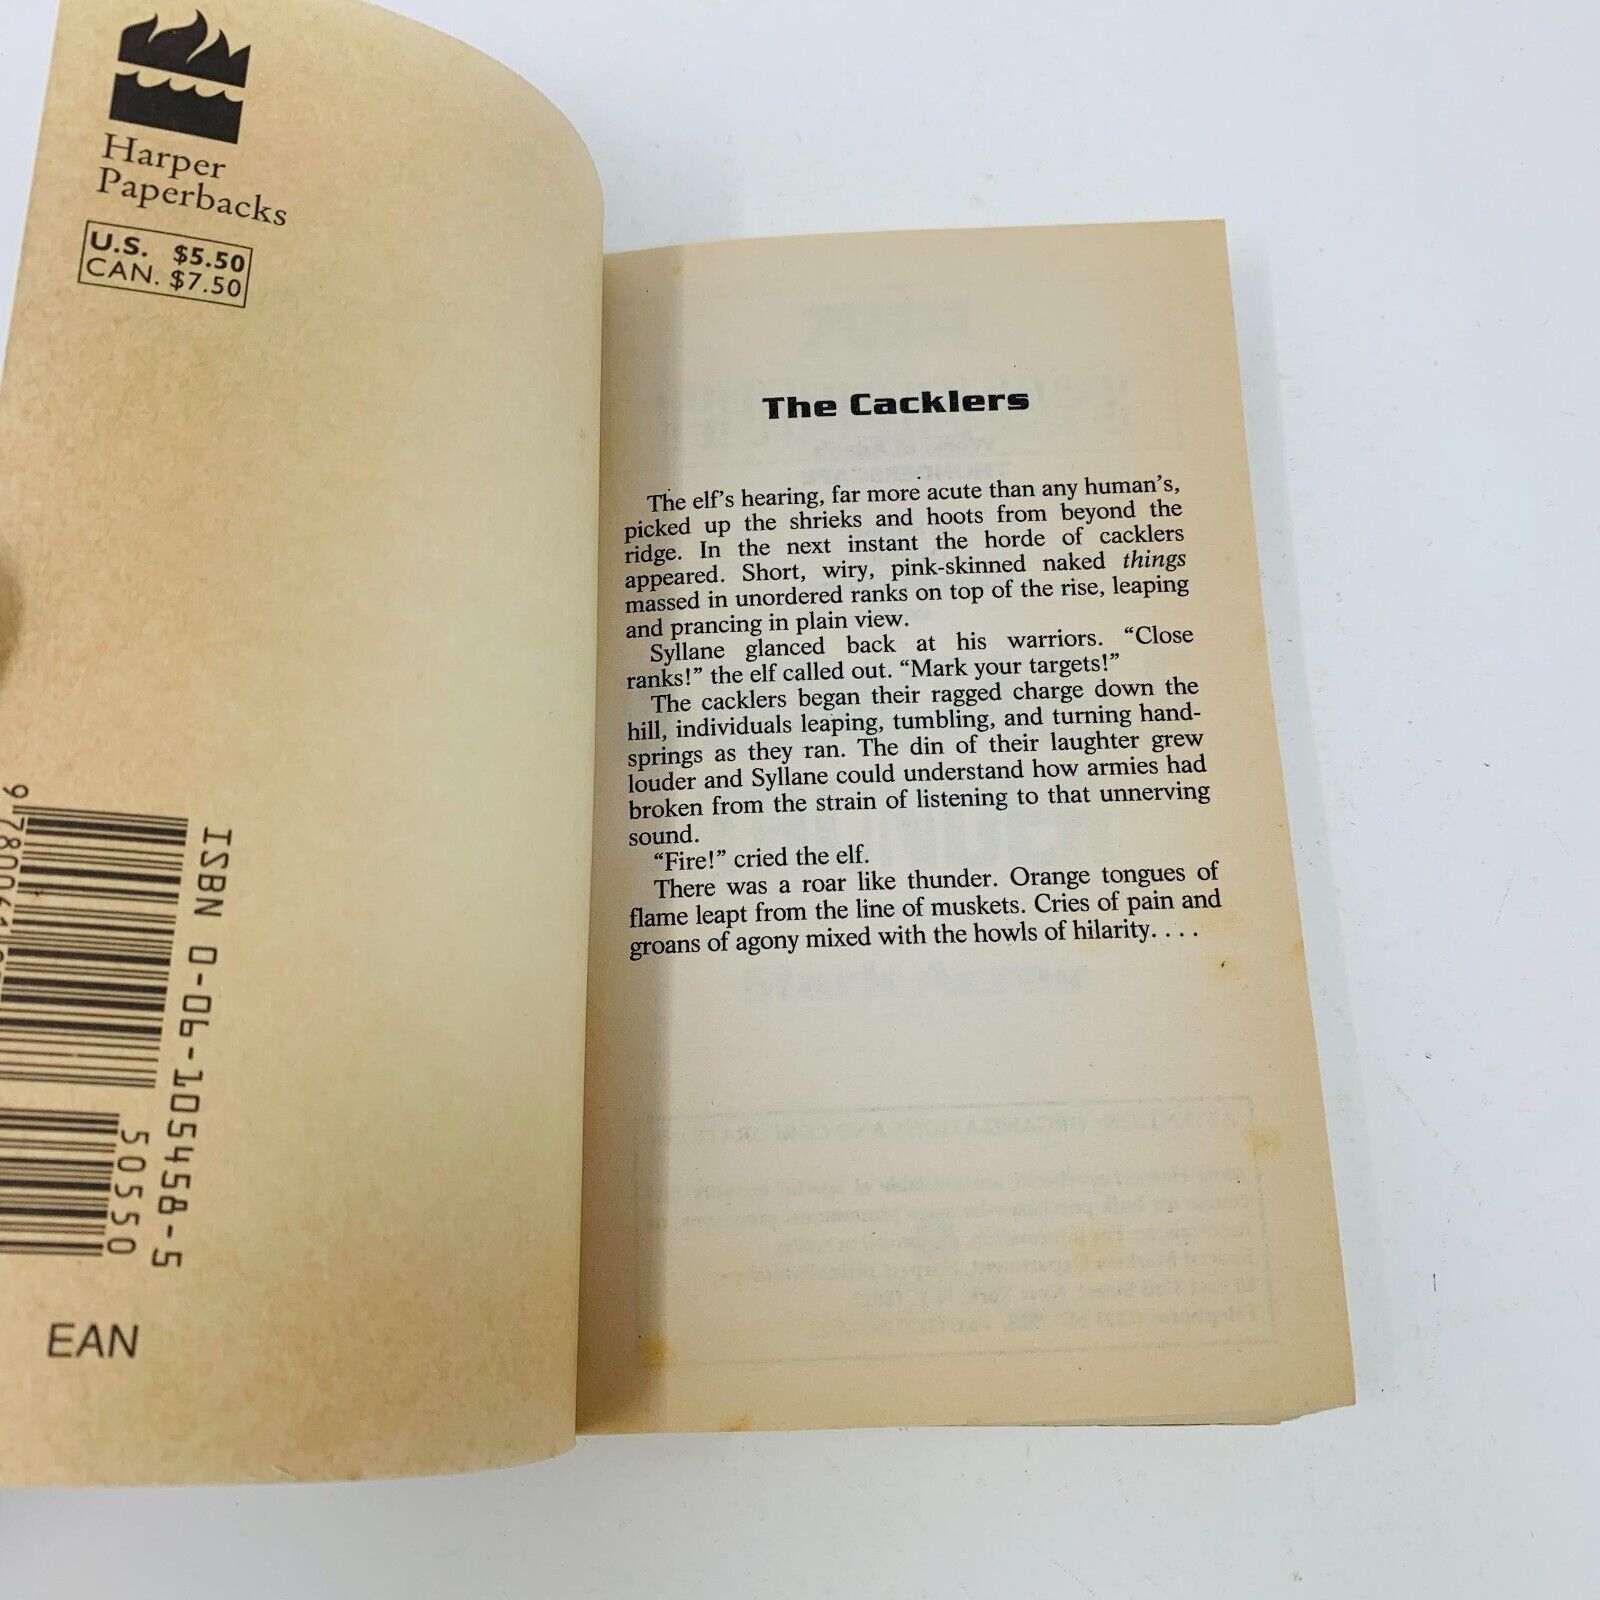 Harper
Paperbacks
U.S. $5.50
CAN. $7.50
ISBN 0-06-105458-5
50550
EAN
The Cacklers
The elf's hearing, far more acute than any human's,
picked up the shrieks and hoots from beyond the
ridge. In the next instant the horde of cacklers
appeared. Short, wiry, pink-skinned naked things
massed in unordered ranks on top of the rise, leaping
and prancing in plain view.
Syllane glanced back at his warriors. “Close
ranks!” the elf called out. “Mark your targets!”
The cacklers began their ragged charge down the
hill, individuals leaping, tumbling, and turning hand-
springs as they ran. The din of their laughter grew
louder and Syllane could understand how armies had
broken from the strain of listening to that unnerving
sound.
“Fire!” cried the elf.
There was a roar like thunder. Orange tongues of
flame leapt from the line of muskets. Cries of pain and
groans of agony mixed with the howls of hilarity. . . .